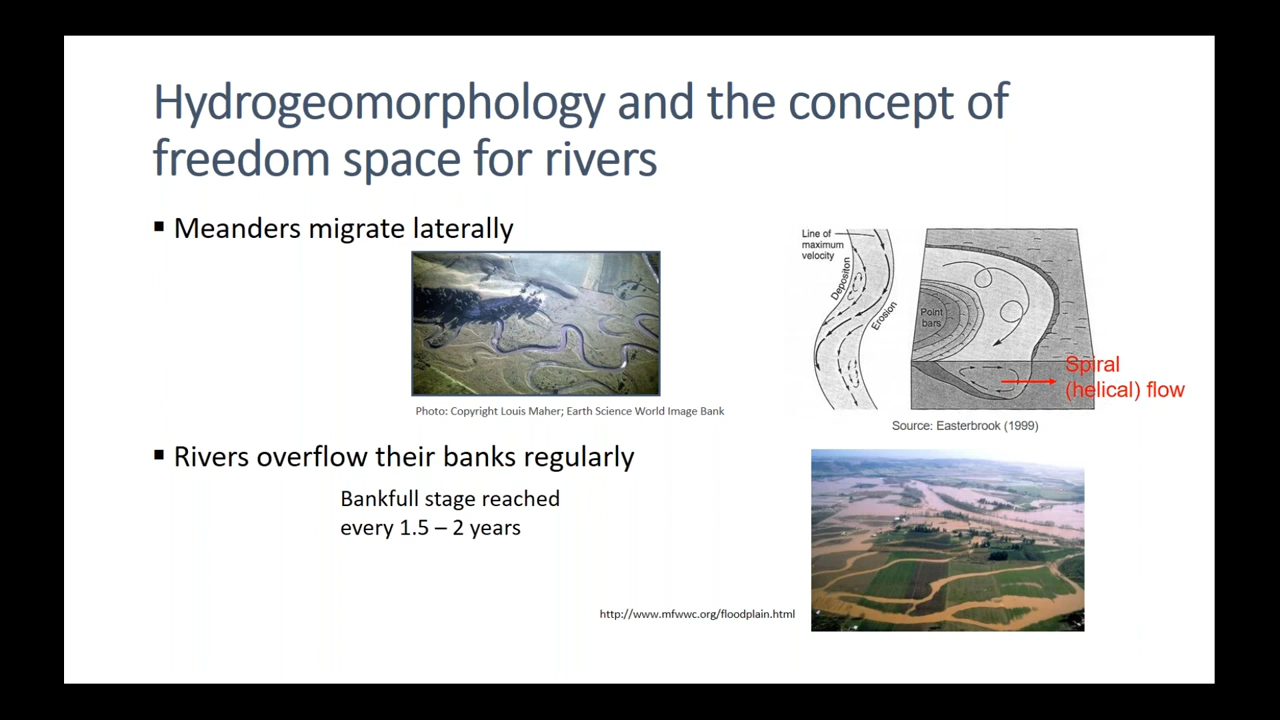 Hydrogeomorphology and the concept of
freedom space for rivers
▪ Meanders migrate laterally
Photo: Copyright Louis Maher; Earth Science World Image Bank
Line of
maximum
velocity
Depositon
Erosion
Point
bars
Spiral
(helical) flow
Source: Easterbrook (1999)
▪ Rivers overflow their banks regularly
Bankfull stage reached
every 1.5 – 2 years
http://www.mfwwc.org/floodplain.html